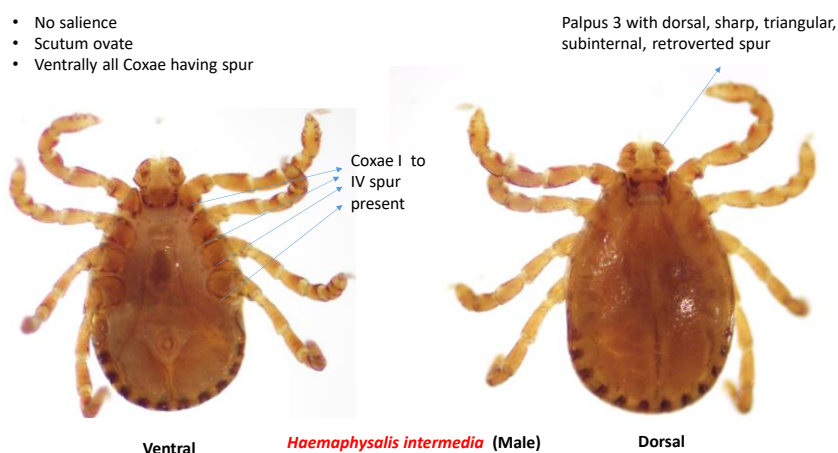 • No salience
• Scutum ovate
• Ventrally all Coxae having spur
Palpus 3 with dorsal, sharp, triangular,
subinternal, retroverted spur
Coxae I to
IV spur
present
Ventral
Haemaphysalis intermedia (Male)
Dorsal